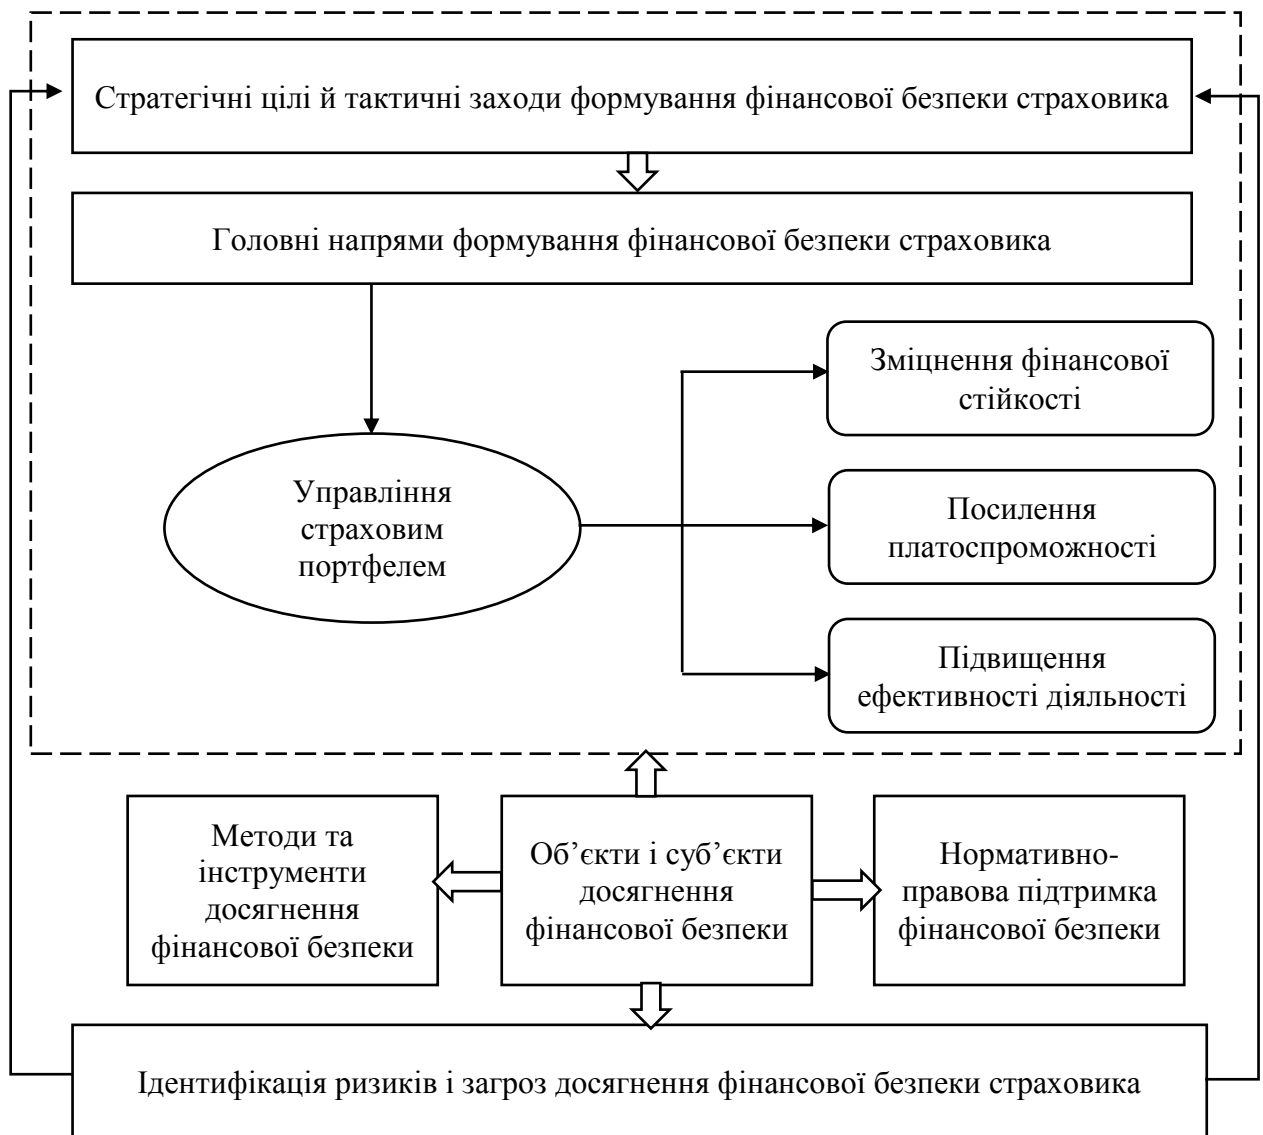 Стратегічні цілі й тактичні заходи формування фінансової безпеки страховика
Головні напрями формування фінансової безпеки страховика
Зміцнення фінансової
стійкості
Управління
страховим
портфелем
Посилення
платоспроможності
Підвищення
ефективності діяльності
Методи та
інструменти
досягнення
фінансової безпеки
Об’єкти і суб’єкти
досягнення
фінансової безпеки
Нормативно-
правова підтримка
фінансової безпеки
Ідентифікація ризиків і загроз досягнення фінансової безпеки страховика